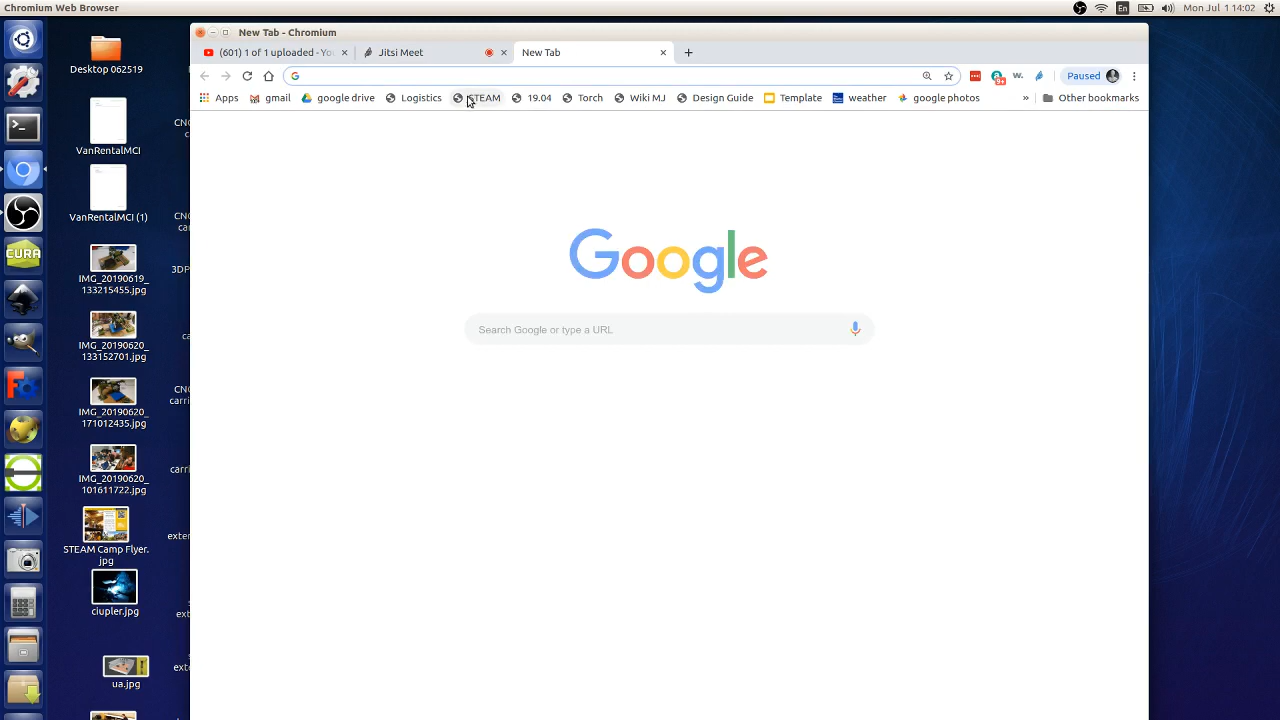 Chromium Web Browser
En
Mon Jul 1 14:02
New Tab - Chromium
(601) 1 of 1 uploaded - Yo
Jitsi Meet
New Tab
9+
W.
Paused
Apps
gmail
google drive
Logistics
STEAM
19.04
Torch
Wiki MJ
Design Guide
Template
weather
google photos
»
Other bookmarks
Google
Search Google or type a URL
Desktop 062519
VanRentalMCI
VanRentalMCI (1)
IMG_20190619_
133215455.jpg
IMG_20190620_
133152701.jpg
IMG_20190620_
171012435.jpg
IMG_20190620_
101611722.jpg
STEAM Camp Flyer.
jpg
ciupler.jpg
ua.jpg
CURA